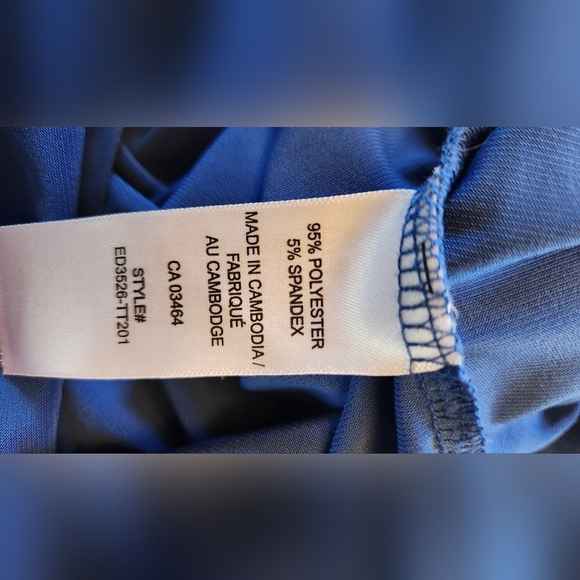 95% POLYESTER
5% SPANDEX
MADE IN CAMBODIA /
FABRIQUÉ
AU CAMBODGE
CA 03464
STYLE#
ED3526-TT201